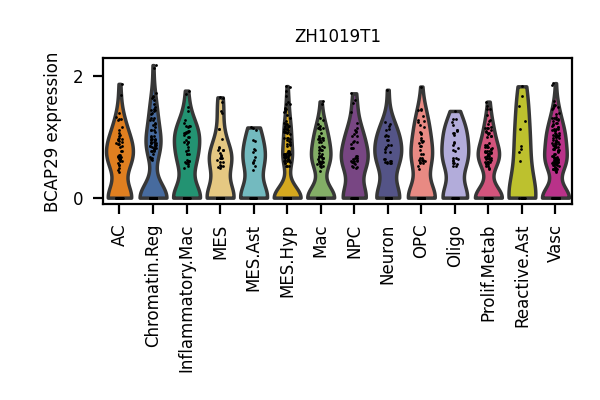 ZH1019T1
BCAP29 expression
2
0
AC
Chromatin.Reg
Inflammatory.Mac
MES
MES.Ast
MES.Hyp
Mac
NPC
Neuron
OPC
Oligo
Prolif.Metab
Reactive.Ast
Vasc